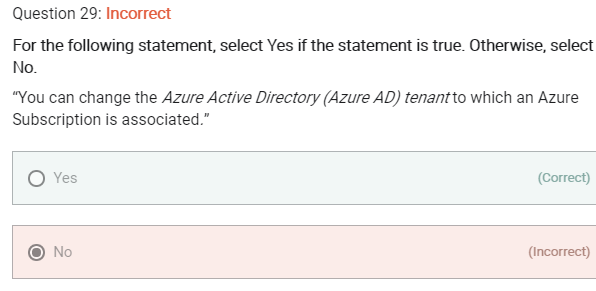 Question 29: Incorrect
For the following statement, select Yes if the statement is true. Otherwise, select
No.
“You can change the Azure Active Directory (Azure AD) tenant to which an Azure
Subscription is associated.”
Yes (Correct)
No (Incorrect)